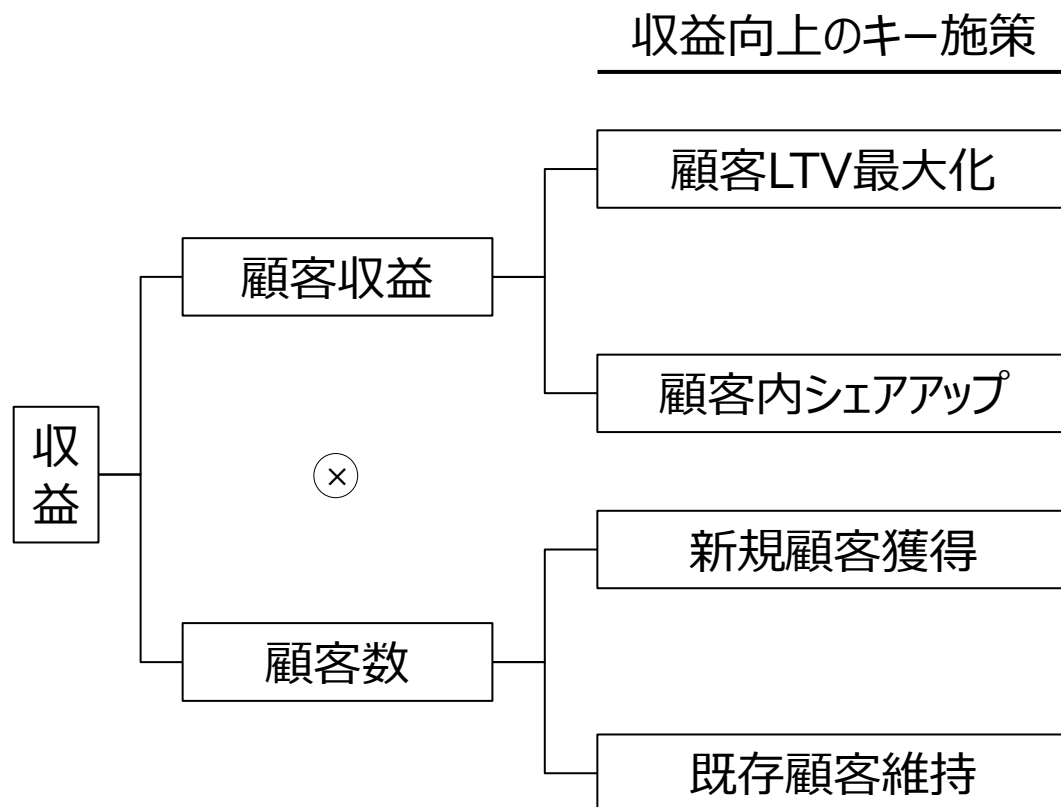 収益向上のキー施策
顧客LTV最大化
顧客収益
顧客内シェアアップ
収
益
×
新規顧客獲得
顧客数
既存顧客維持